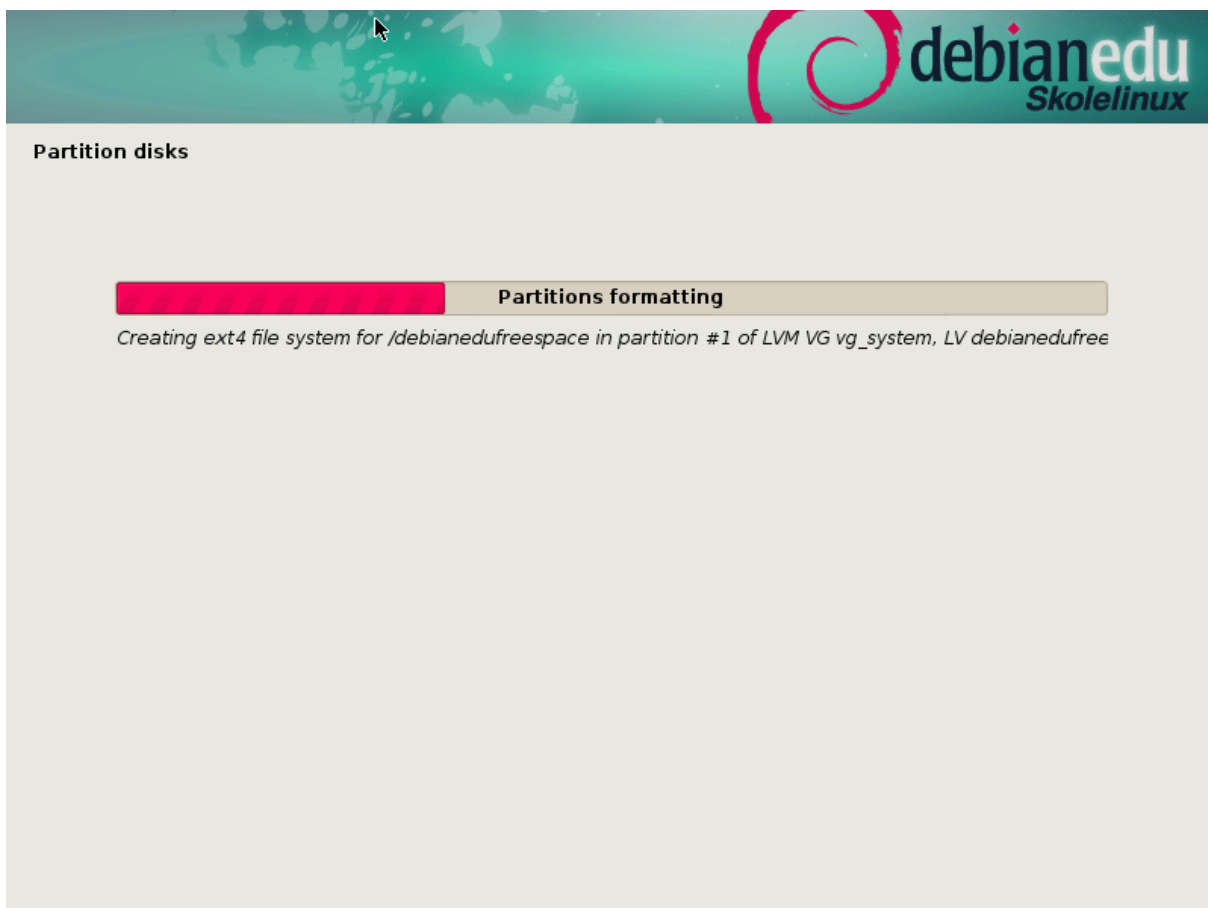 debianedu
Skolelinux
Partition disks
Partitions formatting
Creating ext4 file system for /debianedufreespace in partition #1 of LVM VG vg_system, LV debianedufree